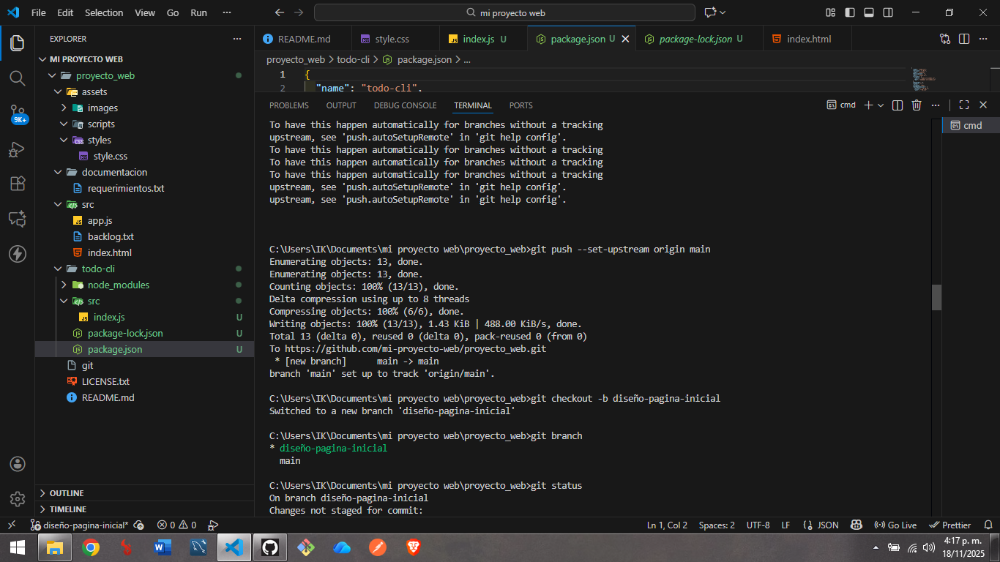 File Edit Selection View Go Run ··· mi proyecto web
EXPLORER ···
MI PROYECTO WEB
proyecto_web
assets
images
scripts
styles
style.css
documentacion
requerimientos.txt
src
app.js
backlog.txt
index.html
todo-cli
node_modules
src
index.js U
package-lock.json U
package.json U
git
LICENSE.txt
README.md
OUTLINE
TIMELINE
9K+
README.md style.css index.js U package.json U package-lock.json U index.html ···
proyecto_web > todo-cli > package.json > ...
1 {
2 "name": "todo-cli",
PROBLEMS OUTPUT DEBUG CONSOLE TERMINAL PORTS cmd ···
cmd
To have this happen automatically for branches without a tracking
upstream, see 'push.autoSetupRemote' in 'git help config'.
To have this happen automatically for branches without a tracking
To have this happen automatically for branches without a tracking
To have this happen automatically for branches without a tracking
upstream, see 'push.autoSetupRemote' in 'git help config'.
upstream, see 'push.autoSetupRemote' in 'git help config'.
C:\Users\IK\Documents\mi proyecto web\proyecto_web>git push --set-upstream origin main
Enumerating objects: 13, done.
Enumerating objects: 13, done.
Counting objects: 100% (13/13), done.
Delta compression using up to 8 threads
Compressing objects: 100% (6/6), done.
Writing objects: 100% (13/13), 1.43 KiB | 488.00 KiB/s, done.
Total 13 (delta 0), reused 0 (delta 0), pack-reused 0 (from 0)
To https://github.com/mi-proyecto-web/proyecto_web.git
* [new branch] main -> main
branch 'main' set up to track 'origin/main'.
C:\Users\IK\Documents\mi proyecto web\proyecto_web>git checkout -b diseño-pagina-inicial
Switched to a new branch 'diseño-pagina-inicial'
C:\Users\IK\Documents\mi proyecto web\proyecto_web>git branch
* diseño-pagina-inicial
main
C:\Users\IK\Documents\mi proyecto web\proyecto_web>git status
On branch diseño-pagina-inicial
Changes not staged for commit:
diseño-pagina-inicial* 0 0 Ln 1, Col 2 Spaces: 2 UTF-8 LF JSON Go Live Prettier
4:17 p. m.
18/11/2025